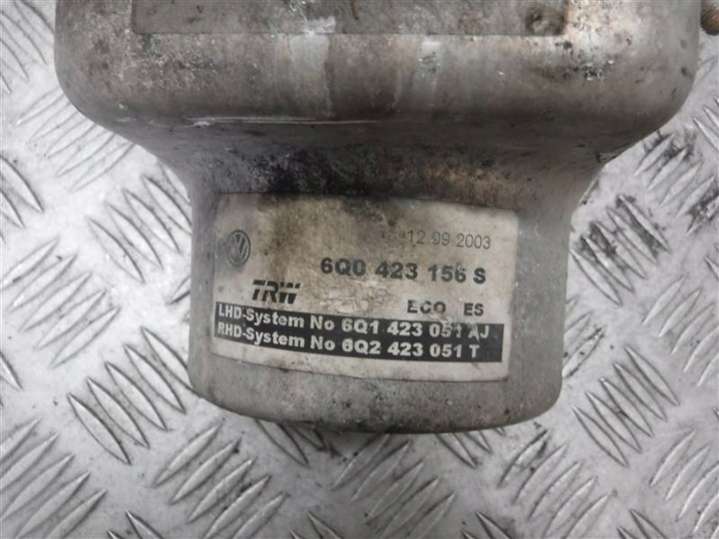 12.09 2003
6Q0 423 156 S
TRW ECO ES
LHD-System No 6Q1 423 051 AJ
RHD-System No 6Q2 423 051 T